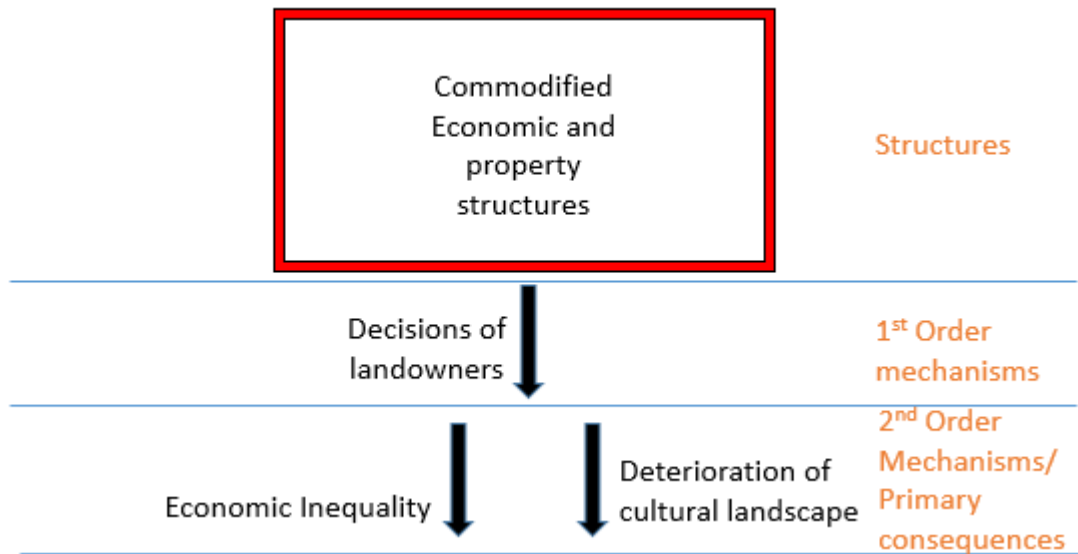 Commodified
Economic and
property
structures
Structures
Decisions of
landowners
1st Order
mechanisms
2nd Order
Mechanisms/
Primary
consequences
Economic Inequality
Deterioration of
cultural landscape